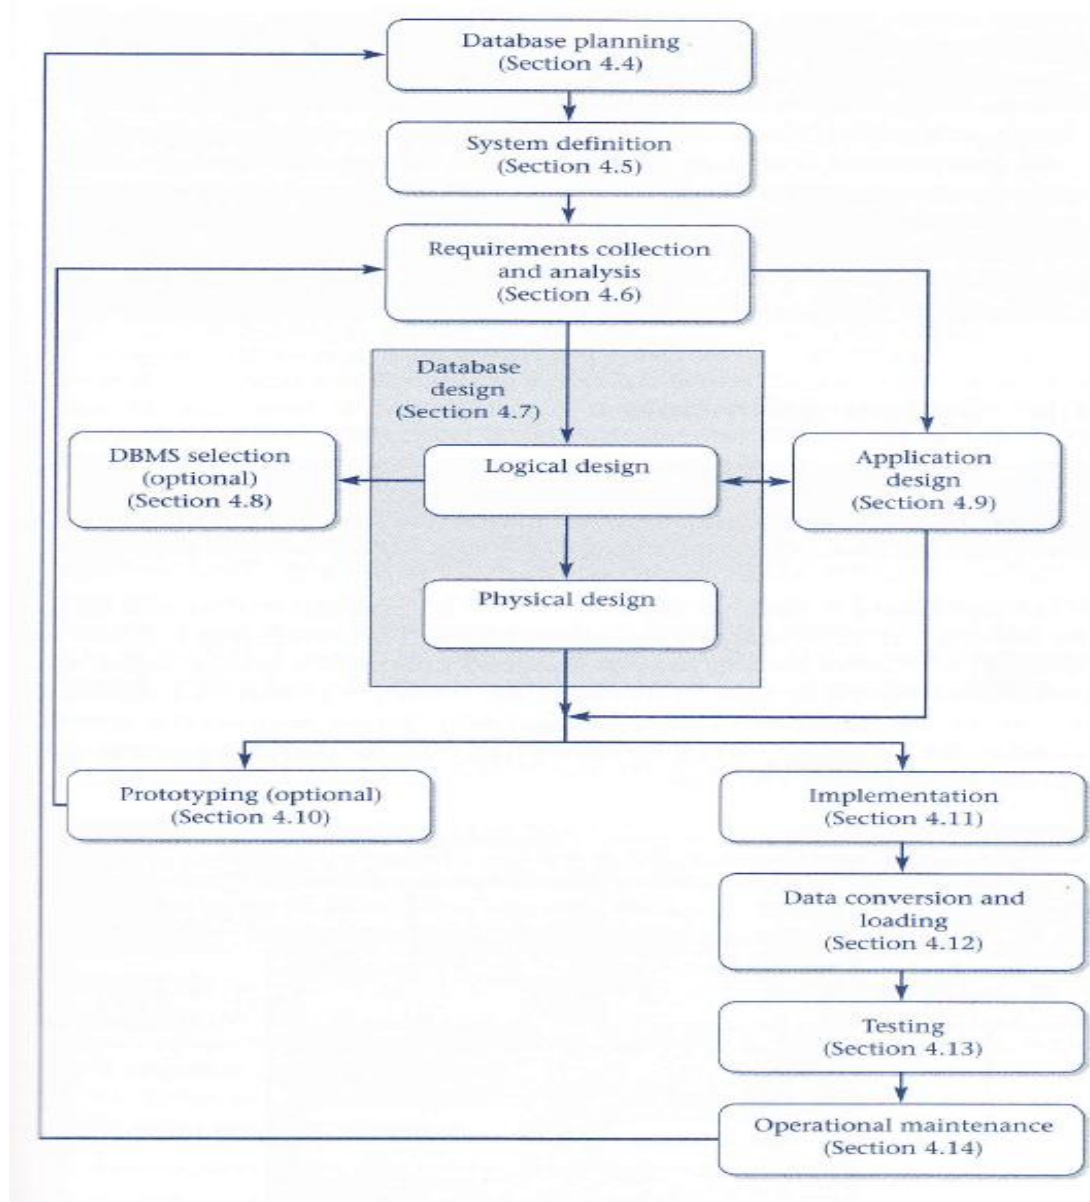 Database planning
(Section 4.4)
System definition
(Section 4.5)
Requirements collection
and analysis
(Section 4.6)
Database
design
(Section 4.7)
DBMS selection
(optional)
(Section 4.8)
Logical design
Application
design
(Section 4.9)
Physical design
Prototyping (optional)
(Section 4.10)
Implementation
(Section 4.11)
Data conversion and
loading
(Section 4.12)
Testing
(Section 4.13)
Operational maintenance
(Section 4.14)